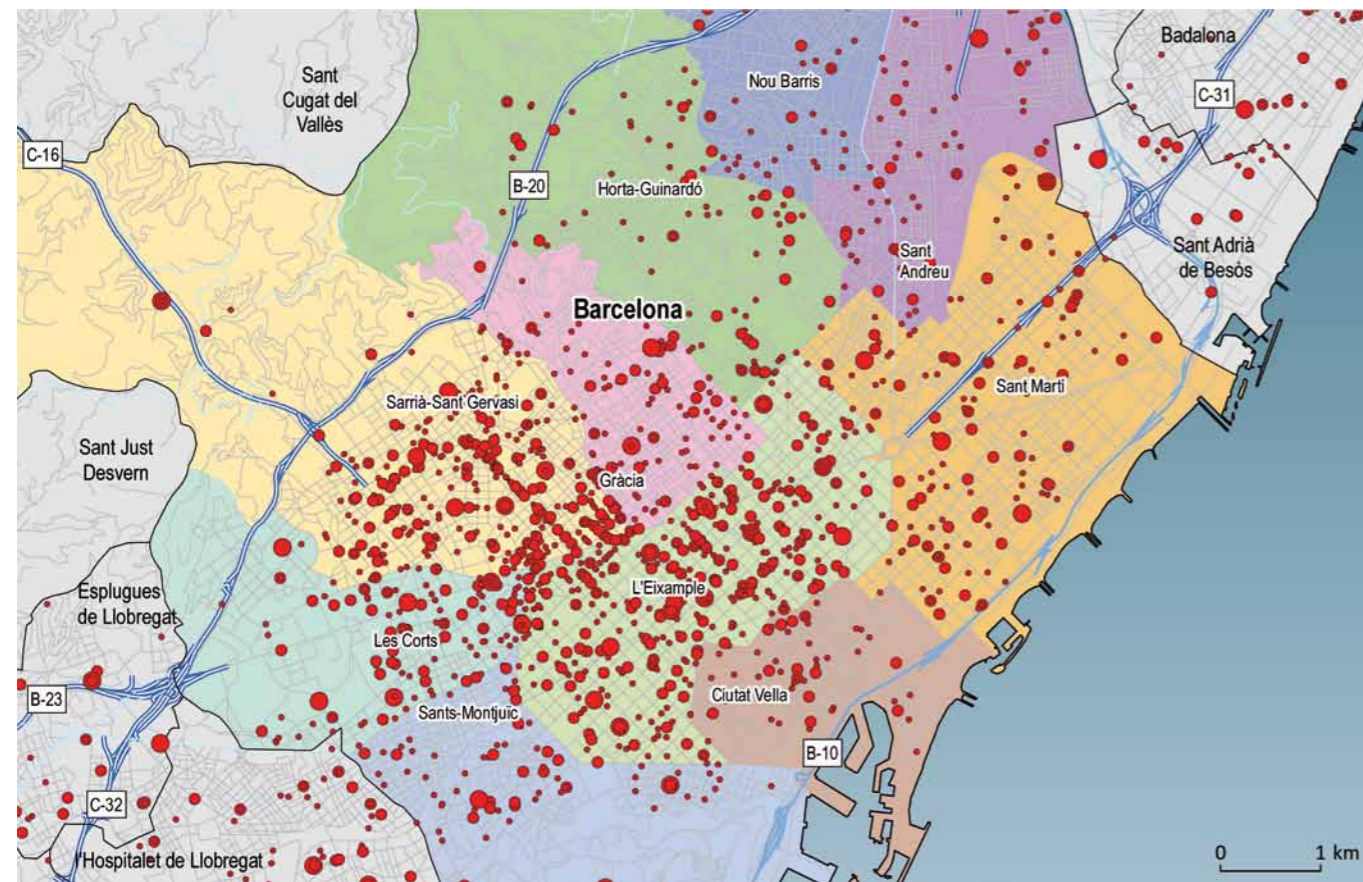 Badalona
Sant
Cugat del
Vallès
Nou Barris
C-31
C-16
B-20
Horta-Guinardó
Sant
Andreu
Sant Adrià
de Besòs
Barcelona
Sant Martí
Sarrià-Sant Gervasi
Sant Just
Desvern
Gràcia
Esplugues
de Llobregat
L'Eixample
Les Corts
B-23
Ciutat Vella
Sants-Montjuïc
B-10
C-32
l'Hospitalet de Llobregat
0 1 km